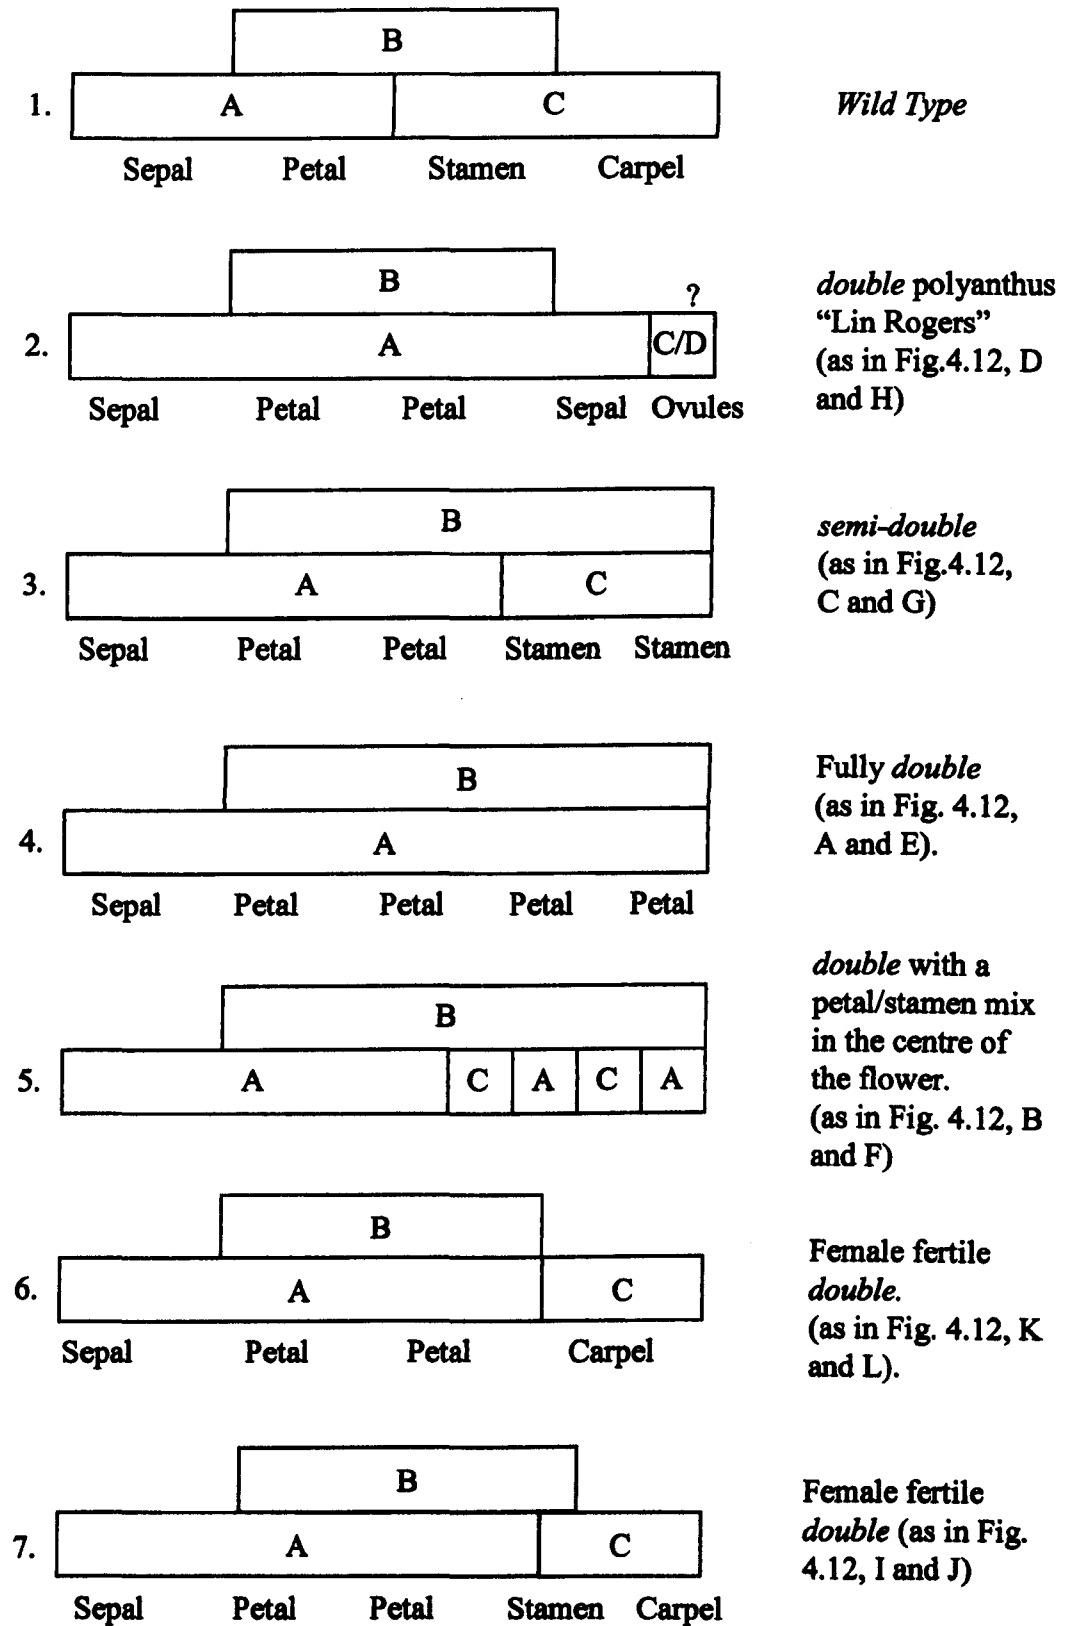 B
1. A C Wild Type
Sepal Petal Stamen Carpel
B
?
2. A C/D
Sepal Petal Petal Sepal Ovules
double polyanthus
“Lin Rogers”
(as in Fig.4.12, D
and H)
B
3. A C
Sepal Petal Petal Stamen Stamen
semi-double
(as in Fig.4.12,
C and G)
B
4. A
Sepal Petal Petal Petal Petal
Fully double
(as in Fig. 4.12,
A and E).
B
5. A C A C A
double with a
petal/stamen mix
in the centre of
the flower.
(as in Fig. 4.12, B
and F)
B
6. A C
Sepal Petal Petal Carpel
Female fertile
double.
(as in Fig. 4.12, K
and L).
B
7. A C
Sepal Petal Petal Stamen Carpel
Female fertile
double (as in Fig.
4.12, I and J)